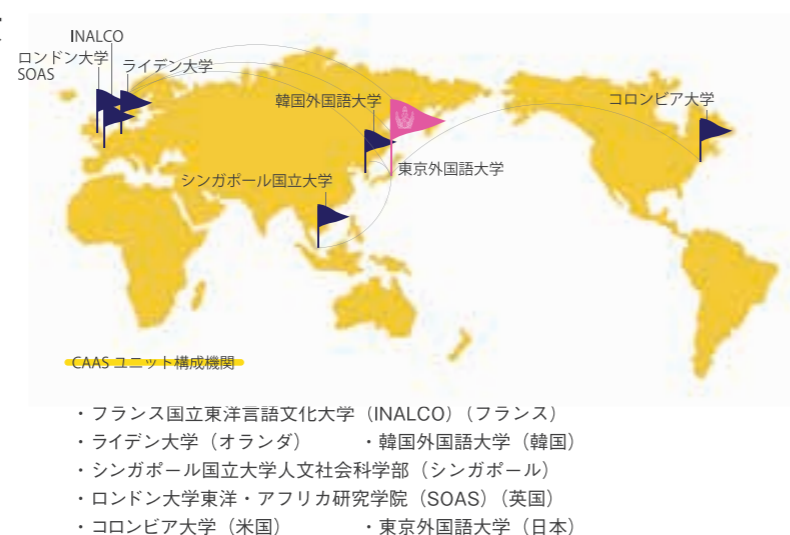 INALCO
ロンドン大学
SOAS
ライデン大学
韓国外国語大学
コロンビア大学
東京外国語大学
シンガポール国立大学
CAAS ユニット構成機関
・フランス国立東洋言語文化大学（INALCO）（フランス）
・ライデン大学（オランダ） ・韓国外国語大学（韓国）
・シンガポール国立大学人文社会科学部（シンガポール）
・ロンドン大学東洋・アフリカ研究学院（SOAS）（英国）
・コロンビア大学（米国） ・東京外国語大学（日本）